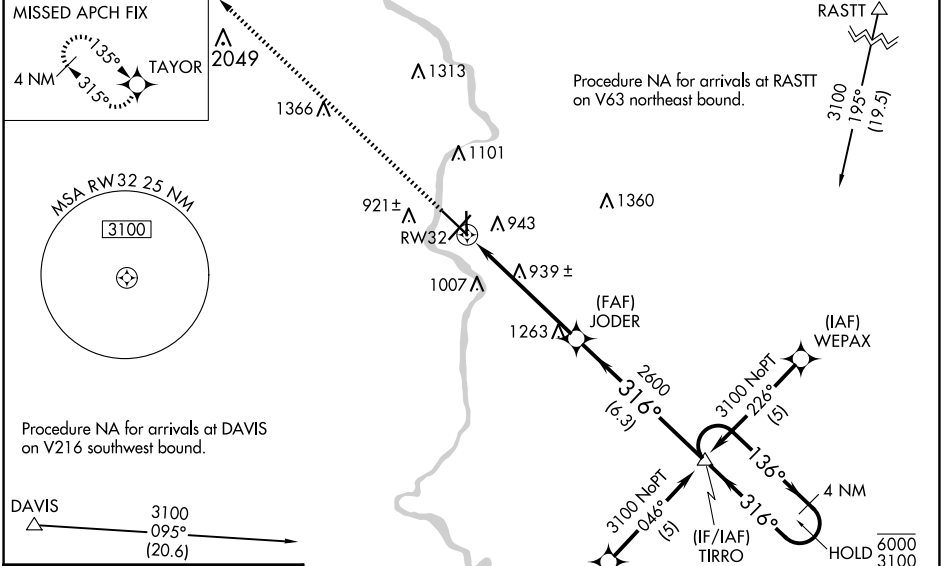 MISSED APCH FIX
135°
TAYOR
4 NM
315°
2049
1313
1366
Procedure NA for arrivals at RASTT
on V63 northeast bound.
RASTT
3100
195°
(19.5)
1101
MSA RW32 25 NM
3100
921±
RW32
943
1360
939 ±
1007
(FAF)
JODER
1263
(IAF)
WEPAX
2600
316°
(6.3)
3100 NoPT
226°
(5)
Procedure NA for arrivals at DAVIS
on V216 southwest bound.
136°
4 NM
316°
3100 NoPT
046°
(5)
(IF/IAF)
TIRRO
HOLD
6000
3100
DAVIS
3100
095°
(20.6)